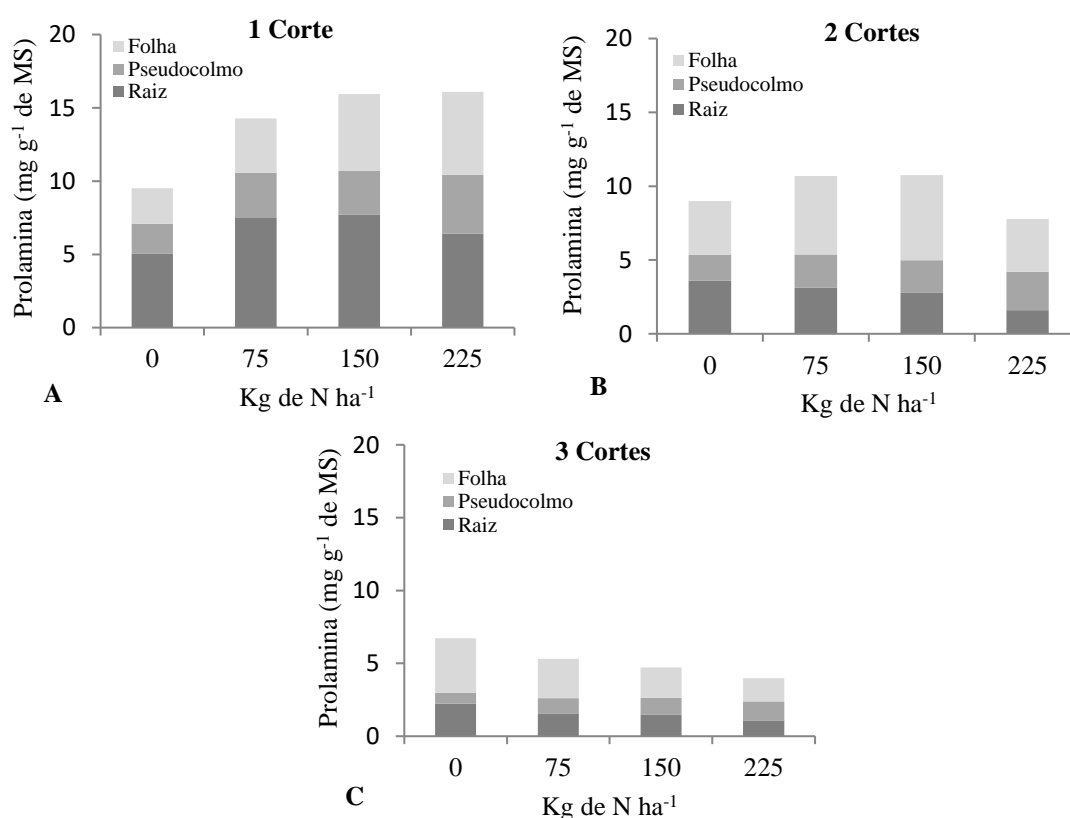 1 Corte
Prolamina (mg g-1 de MS)
20
15
10
5
0
Folha
Pseudocolmo
Raiz
0 75 150 225
Kg de N ha-1
A
2 Cortes
Prolamina (mg g-1 de MS)
20
15
10
5
0
Folha
Pseudocolmo
Raiz
0 75 150 225
Kg de N ha-1
B
3 Cortes
Prolamina (mg g-1 de MS)
20
15
10
5
0
Folha
Pseudocolmo
Raiz
0 75 150 225
Kg de N ha-1
C